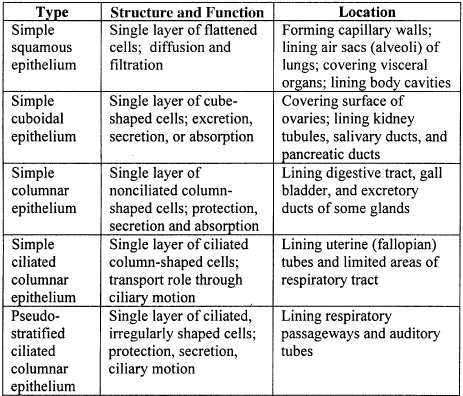 Type Structure and Function Location
Simple squamous epithelium
Single layer of flattened cells; diffusion and filtration
Forming capillary walls; lining air sacs (alveoli) of lungs; covering visceral organs; lining body cavities
Simple cuboidal epithelium
Single layer of cube-shaped cells; excretion, secretion, or absorption
Covering surface of ovaries; lining kidney tubules, salivary ducts, and pancreatic ducts
Simple columnar epithelium
Single layer of nonciliated column-shaped cells; protection, secretion and absorption
Lining digestive tract, gall bladder, and excretory ducts of some glands
Simple ciliated columnar epithelium
Single layer of ciliated column-shaped cells; transport role through ciliary motion
Lining uterine (fallopian) tubes and limited areas of respiratory tract
Pseudo-stratified ciliated columnar epithelium
Single layer of ciliated, irregularly shaped cells; protection, secretion, ciliary motion
Lining respiratory passageways and auditory tubes